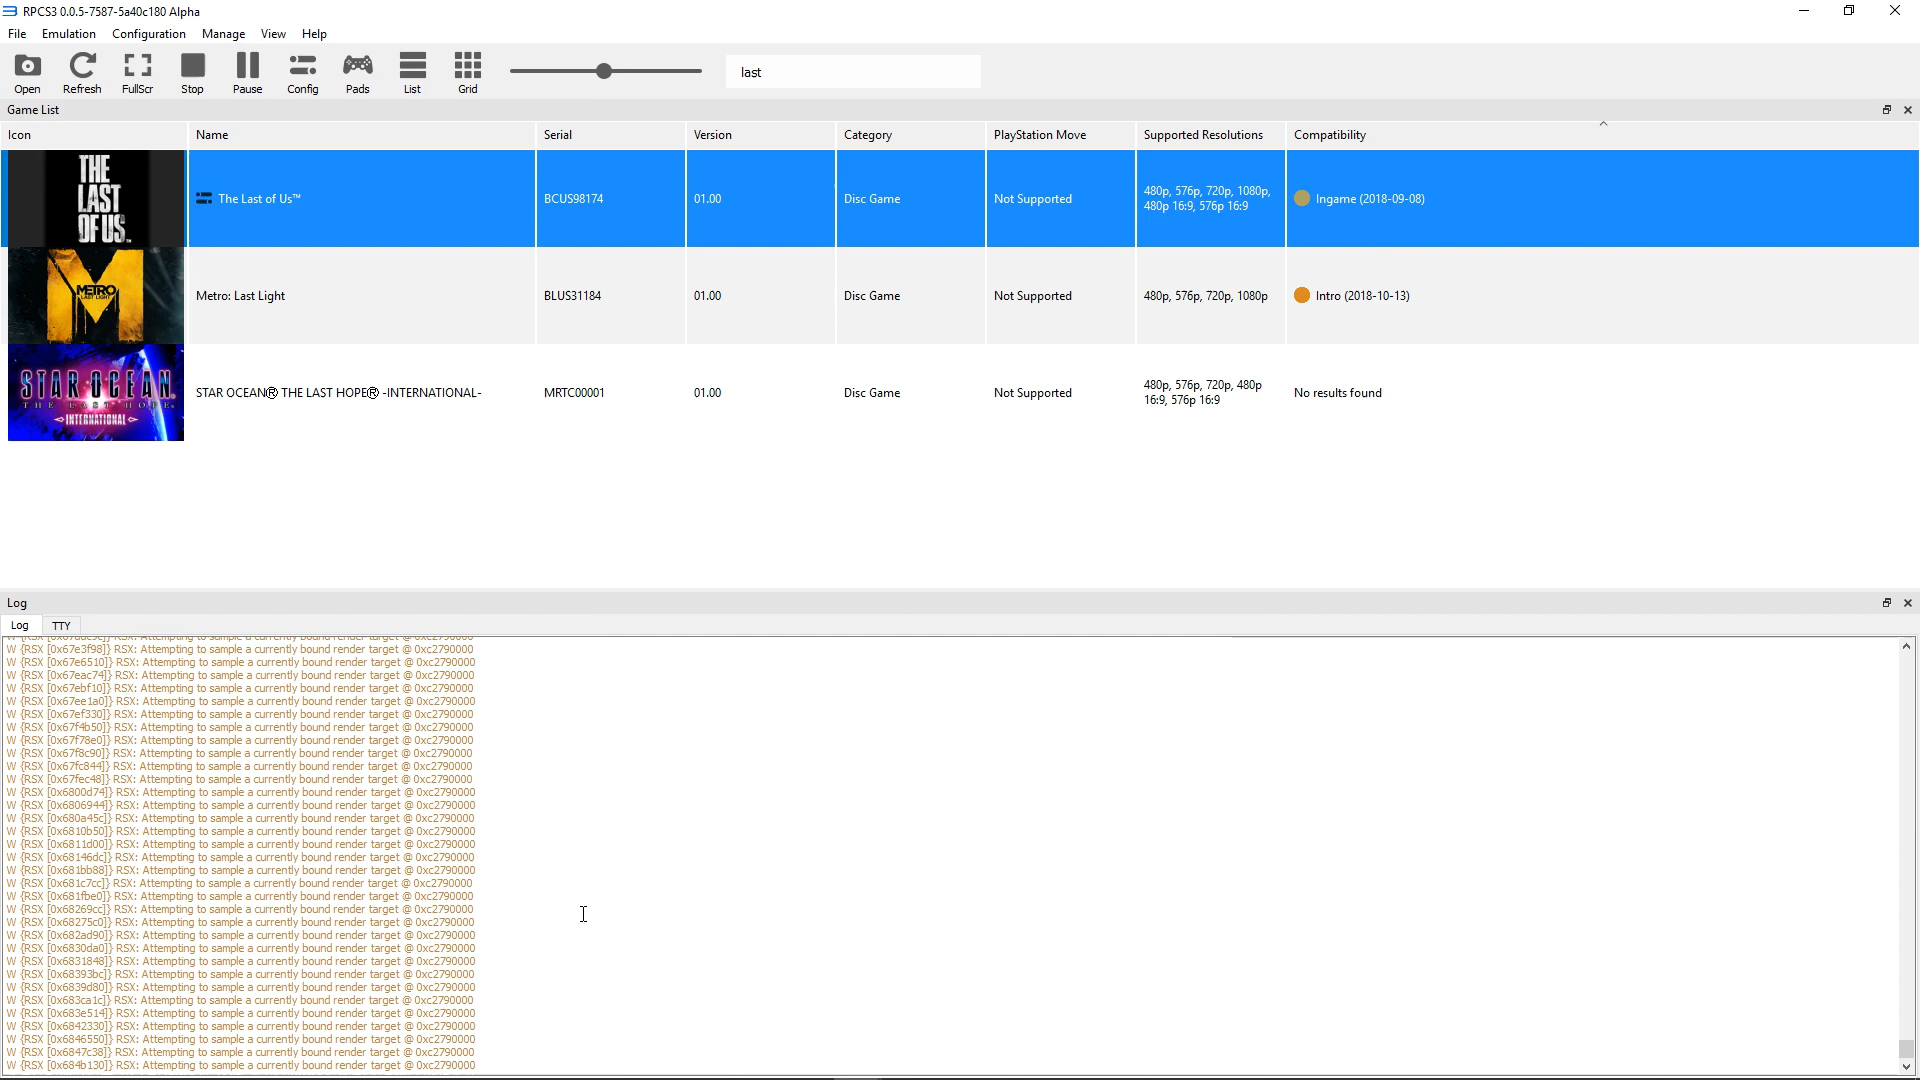 RPCS3 0.0.5-7587-5a40c180 Alpha
File Emulation Configuration Manage View Help
last
Open Refresh FullScr Stop Pause Config Pads List Grid
Game List
Icon Name Serial Version Category PlayStation Move Supported Resolutions Compatibility
THE
LAST
OF US
The Last of Us™ BCUS98174 01.00 Disc Game Not Supported 480p, 576p, 720p, 1080p, 480p 16:9, 576p 16:9 Ingame (2018-09-08)
METRO
LAST LIGHT
Metro: Last Light BLUS31184 01.00 Disc Game Not Supported 480p, 576p, 720p, 1080p Intro (2018-10-13)
STAR OCEAN
THE LAST HOPE
INTERNATIONAL
STAR OCEAN® THE LAST HOPE® -INTERNATIONAL- MRTC00001 01.00 Disc Game Not Supported 480p, 576p, 720p, 480p 16:9, 576p 16:9 No results found
Log
Log TTY
W {RSX [0x67e3f98]} RSX: Attempting to sample a currently bound render target @ 0xc2790000
W {RSX [0x67e6510]} RSX: Attempting to sample a currently bound render target @ 0xc2790000
W {RSX [0x67eac74]} RSX: Attempting to sample a currently bound render target @ 0xc2790000
W {RSX [0x67ebf10]} RSX: Attempting to sample a currently bound render target @ 0xc2790000
W {RSX [0x67ee1a0]} RSX: Attempting to sample a currently bound render target @ 0xc2790000
W {RSX [0x67ef330]} RSX: Attempting to sample a currently bound render target @ 0xc2790000
W {RSX [0x67f4b50]} RSX: Attempting to sample a currently bound render target @ 0xc2790000
W {RSX [0x67f78e0]} RSX: Attempting to sample a currently bound render target @ 0xc2790000
W {RSX [0x67f8c90]} RSX: Attempting to sample a currently bound render target @ 0xc2790000
W {RSX [0x67fc844]} RSX: Attempting to sample a currently bound render target @ 0xc2790000
W {RSX [0x67fec48]} RSX: Attempting to sample a currently bound render target @ 0xc2790000
W {RSX [0x6800d74]} RSX: Attempting to sample a currently bound render target @ 0xc2790000
W {RSX [0x6806944]} RSX: Attempting to sample a currently bound render target @ 0xc2790000
W {RSX [0x680a45c]} RSX: Attempting to sample a currently bound render target @ 0xc2790000
W {RSX [0x6810b50]} RSX: Attempting to sample a currently bound render target @ 0xc2790000
W {RSX [0x6811d00]} RSX: Attempting to sample a currently bound render target @ 0xc2790000
W {RSX [0x68146dc]} RSX: Attempting to sample a currently bound render target @ 0xc2790000
W {RSX [0x681bb88]} RSX: Attempting to sample a currently bound render target @ 0xc2790000
W {RSX [0x681c7cc]} RSX: Attempting to sample a currently bound render target @ 0xc2790000
W {RSX [0x681fbe0]} RSX: Attempting to sample a currently bound render target @ 0xc2790000
W {RSX [0x68269cc]} RSX: Attempting to sample a currently bound render target @ 0xc2790000
W {RSX [0x68275c0]} RSX: Attempting to sample a currently bound render target @ 0xc2790000
W {RSX [0x682ad90]} RSX: Attempting to sample a currently bound render target @ 0xc2790000
W {RSX [0x6830da0]} RSX: Attempting to sample a currently bound render target @ 0xc2790000
W {RSX [0x6831848]} RSX: Attempting to sample a currently bound render target @ 0xc2790000
W {RSX [0x68393bc]} RSX: Attempting to sample a currently bound render target @ 0xc2790000
W {RSX [0x6839d80]} RSX: Attempting to sample a currently bound render target @ 0xc2790000
W {RSX [0x683ca1c]} RSX: Attempting to sample a currently bound render target @ 0xc2790000
W {RSX [0x683e514]} RSX: Attempting to sample a currently bound render target @ 0xc2790000
W {RSX [0x6842330]} RSX: Attempting to sample a currently bound render target @ 0xc2790000
W {RSX [0x6846550]} RSX: Attempting to sample a currently bound render target @ 0xc2790000
W {RSX [0x6847c38]} RSX: Attempting to sample a currently bound render target @ 0xc2790000
W {RSX [0x684b130]} RSX: Attempting to sample a currently bound render target @ 0xc2790000